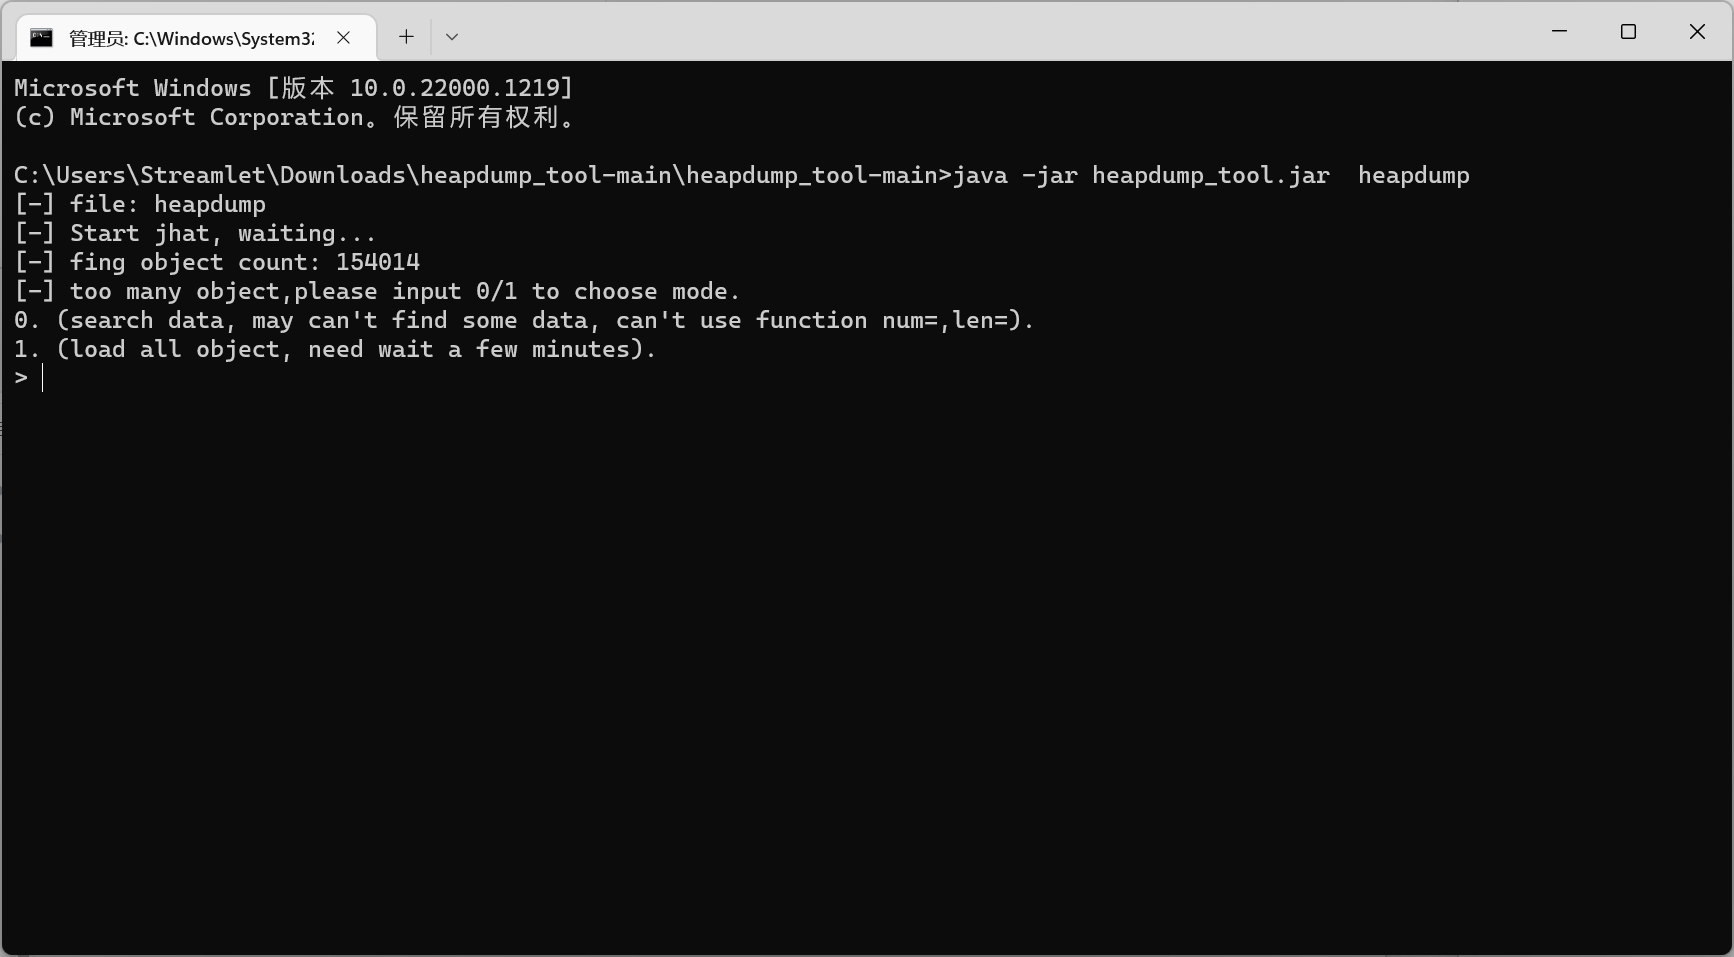 管理员: C:\Windows\System32
Microsoft Windows [版本 10.0.22000.1219]
(c) Microsoft Corporation。保留所有权利。
C:\Users\Streamlet\Downloads\heapdump_tool-main\heapdump_tool-main>java -jar heapdump_tool.jar  heapdump
[-] file: heapdump
[-] Start jhat, waiting...
[-] fing object count: 154014
[-] too many object,please input 0/1 to choose mode.
0. (search data, may can't find some data, can't use function num=,len=).
1. (load all object, need wait a few minutes).
>